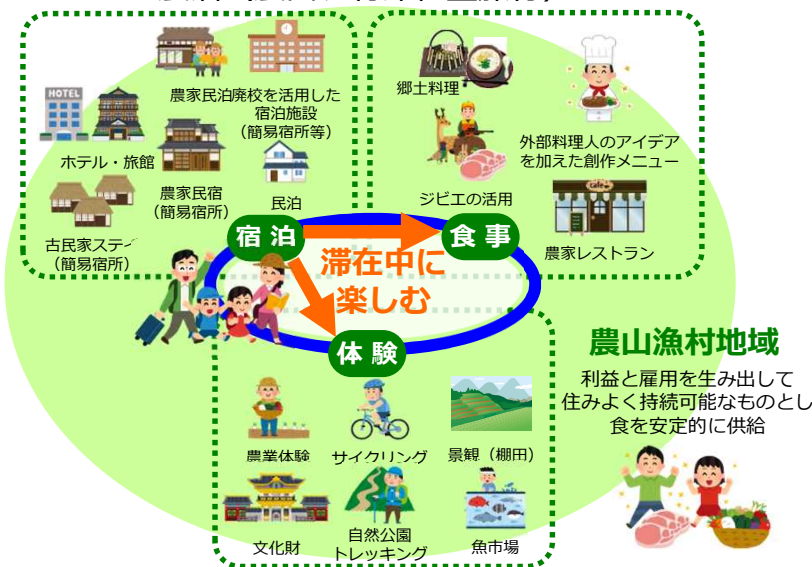 HOTEL
農家民泊
廃校を活用した
宿泊施設
(簡易宿所等)
ホテル・旅館
農家民宿
(簡易宿所)
民泊
古民家ステイ
(簡易宿所)
郷土料理
外部料理人のアイデア
を加えた創作メニュー
ジビエの活用
cafe
農家レストラン
宿泊
食事
滞在中に
楽しむ
体験
農業体験
サイクリング
景観(棚田)
文化財
自然公園
トレッキング
魚市場
農山漁村地域
利益と雇用を生み出して
住みよく持続可能なものとし
食を安定的に供給